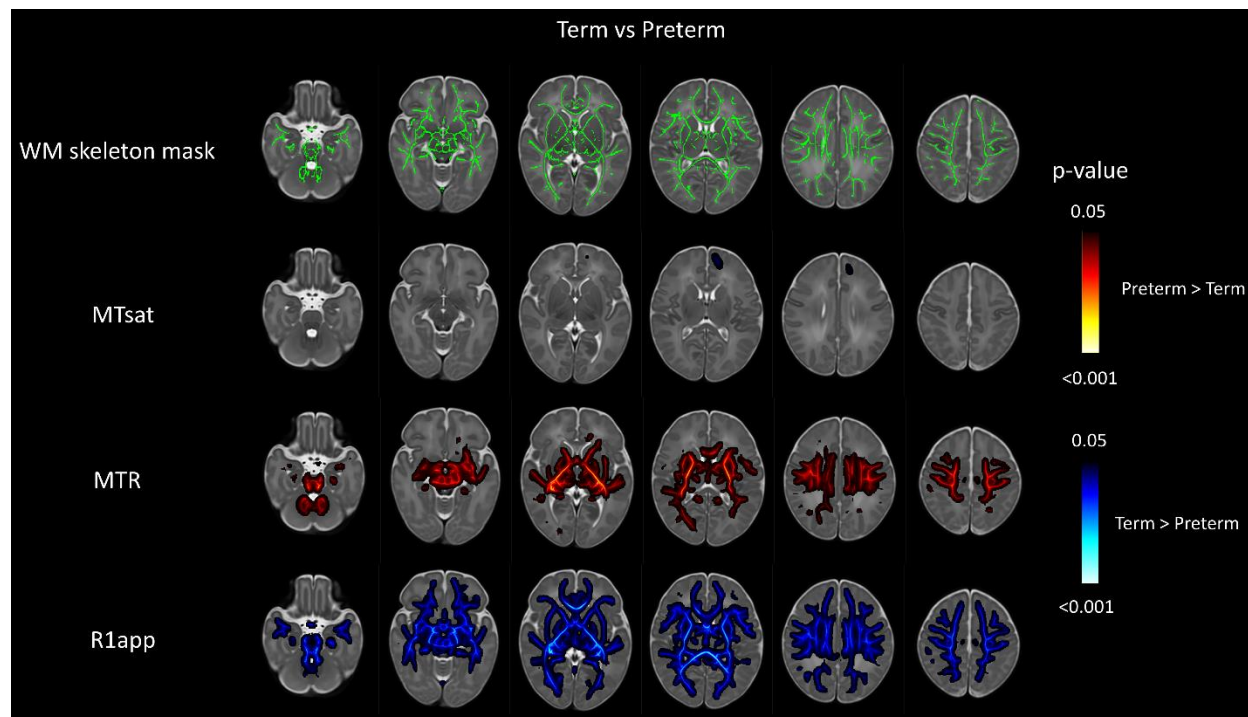 Term vs Preterm
WM skeleton mask
MTsat
MTR
R1app
p-value
0.05
Preterm > Term
<0.001
0.05
Term > Preterm
<0.001